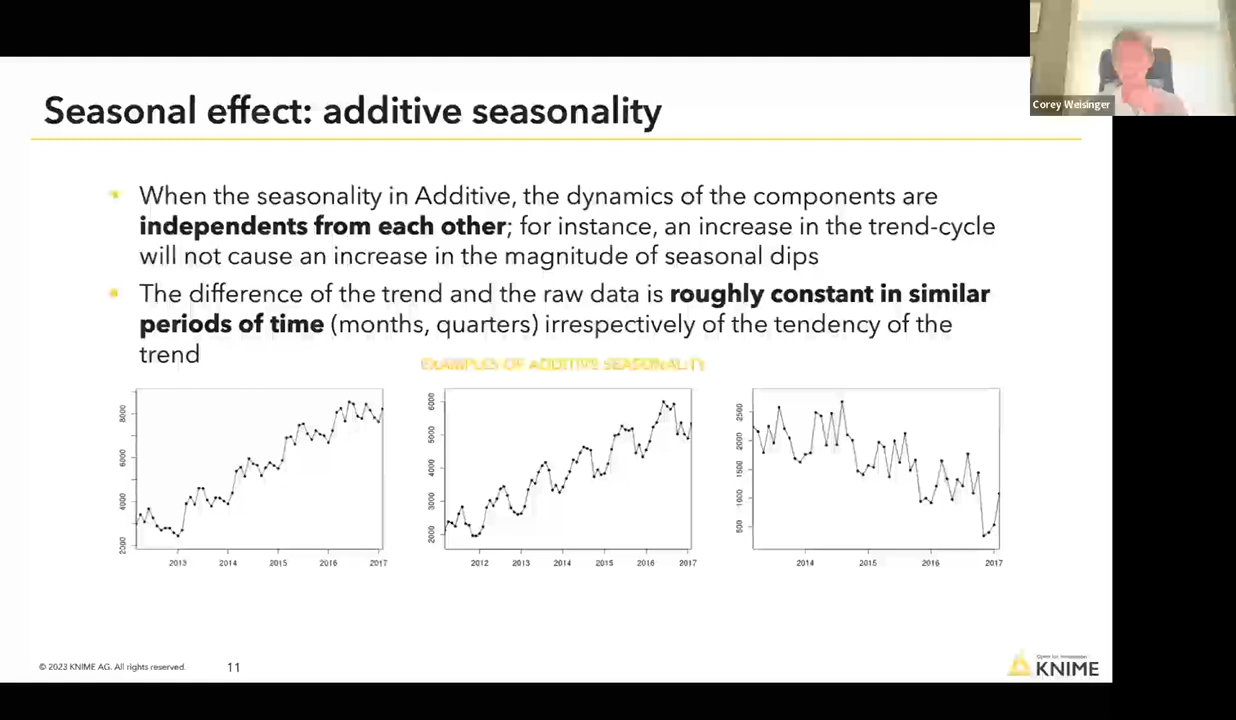 Corey Weisinger
Seasonal effect: additive seasonality
When the seasonality in Additive, the dynamics of the components are
independents from each other; for instance, an increase in the trend-cycle
will not cause an increase in the magnitude of seasonal dips
The difference of the trend and the raw data is roughly constant in similar
periods of time (months, quarters) irrespectively of the tendency of the
trend
EXAMPLES OF ADDITIVE SEASONALITY
8000
6000
4000
2000
2013 2014 2015 2016 2017
6000
5000
4000
3000
2000
2012 2013 2014 2015 2016 2017
2500
2000
1500
1000
500
2014 2015 2016 2017
© 2023 KNIME AG. All rights reserved.
11
Open for Innovation
KNIME